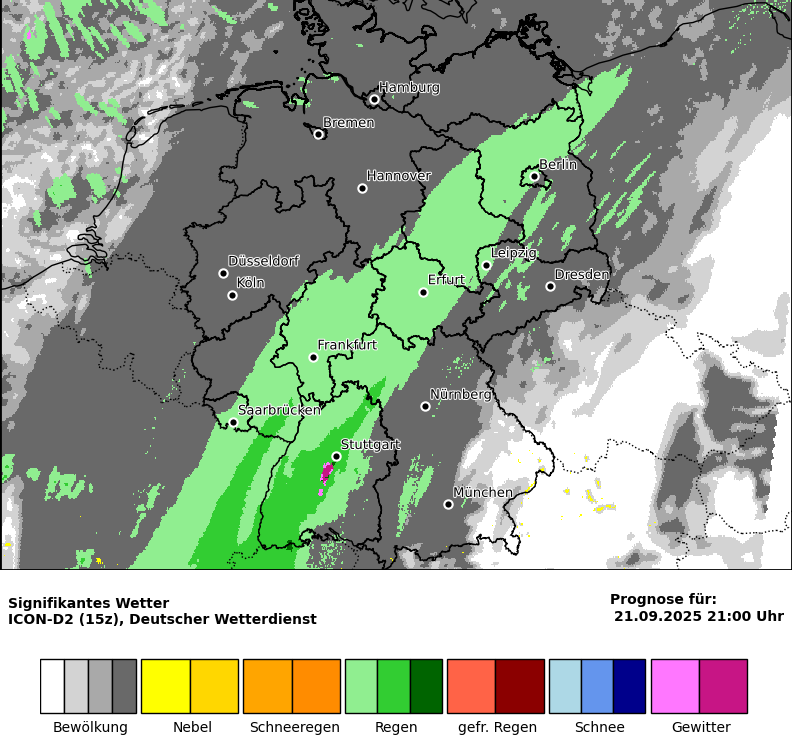 Hamburg
Bremen
Berlin
Hannover
Leipzig
Düsseldorf
Dresden
Köln
Erfurt
Frankfurt
Nürnberg
Saarbrücken
Stuttgart
München
Signifikantes Wetter
ICON-D2 (15z), Deutscher Wetterdienst
Prognose für:
21.09.2025 21:00 Uhr
Bewölkung Nebel Schneeregen Regen gefr. Regen Schnee Gewitter